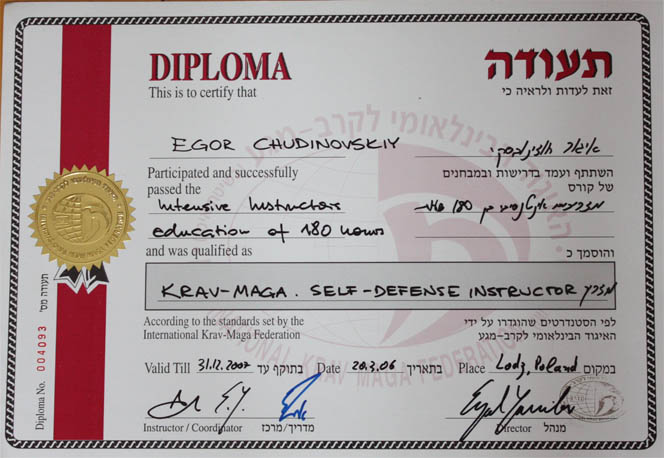 DIPLOMA
תעודה
This is to certify that
זאת לעדות ולראיה כי
EGOR CHUDINOVSKIY
Participated and successfully
השתתף ועמד בדרישות ובמבחנים
passed the
של קורס
Intensive Instructors
education of 180 hours
and was qualified as
והוסמך כ
KRAV-MAGA. SELF-DEFENSE INSTRUCTOR
According to the standards set by the
לפי הסטנדרטים שהוגדרו על ידי
International Krav-Maga Federation
האיגוד הבינלאומי לקרב-מגע
Valid Till 31.12.2007 בתוקף עד Date 20.3.06 בתאריך Place Lodz, Poland במקום
Instructor / Coordinator מדריך/מרכז Director מנהל
Diploma No. 004093 תעודה מס'